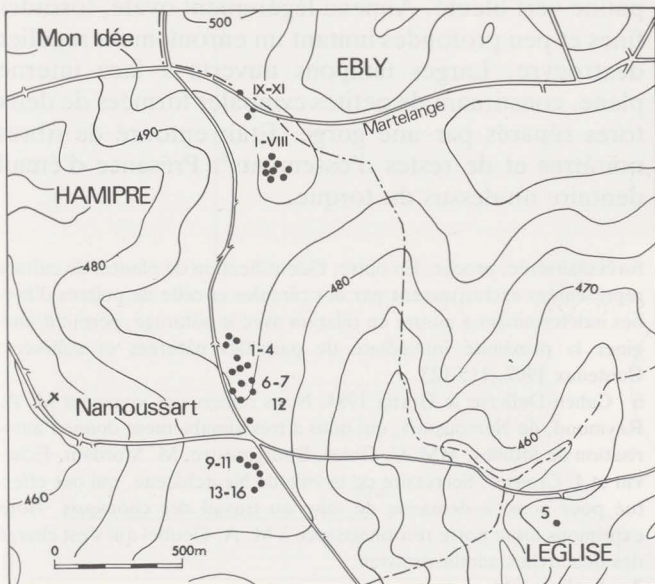 500
Mon Idée
EBLY
IX-XI
Martelange
490
I-VIII
HAMIPRE
480
480
470
1-4
6-7
Namoussart
12
460
9-11
460
13-16
5
0
500m
LEGLISE